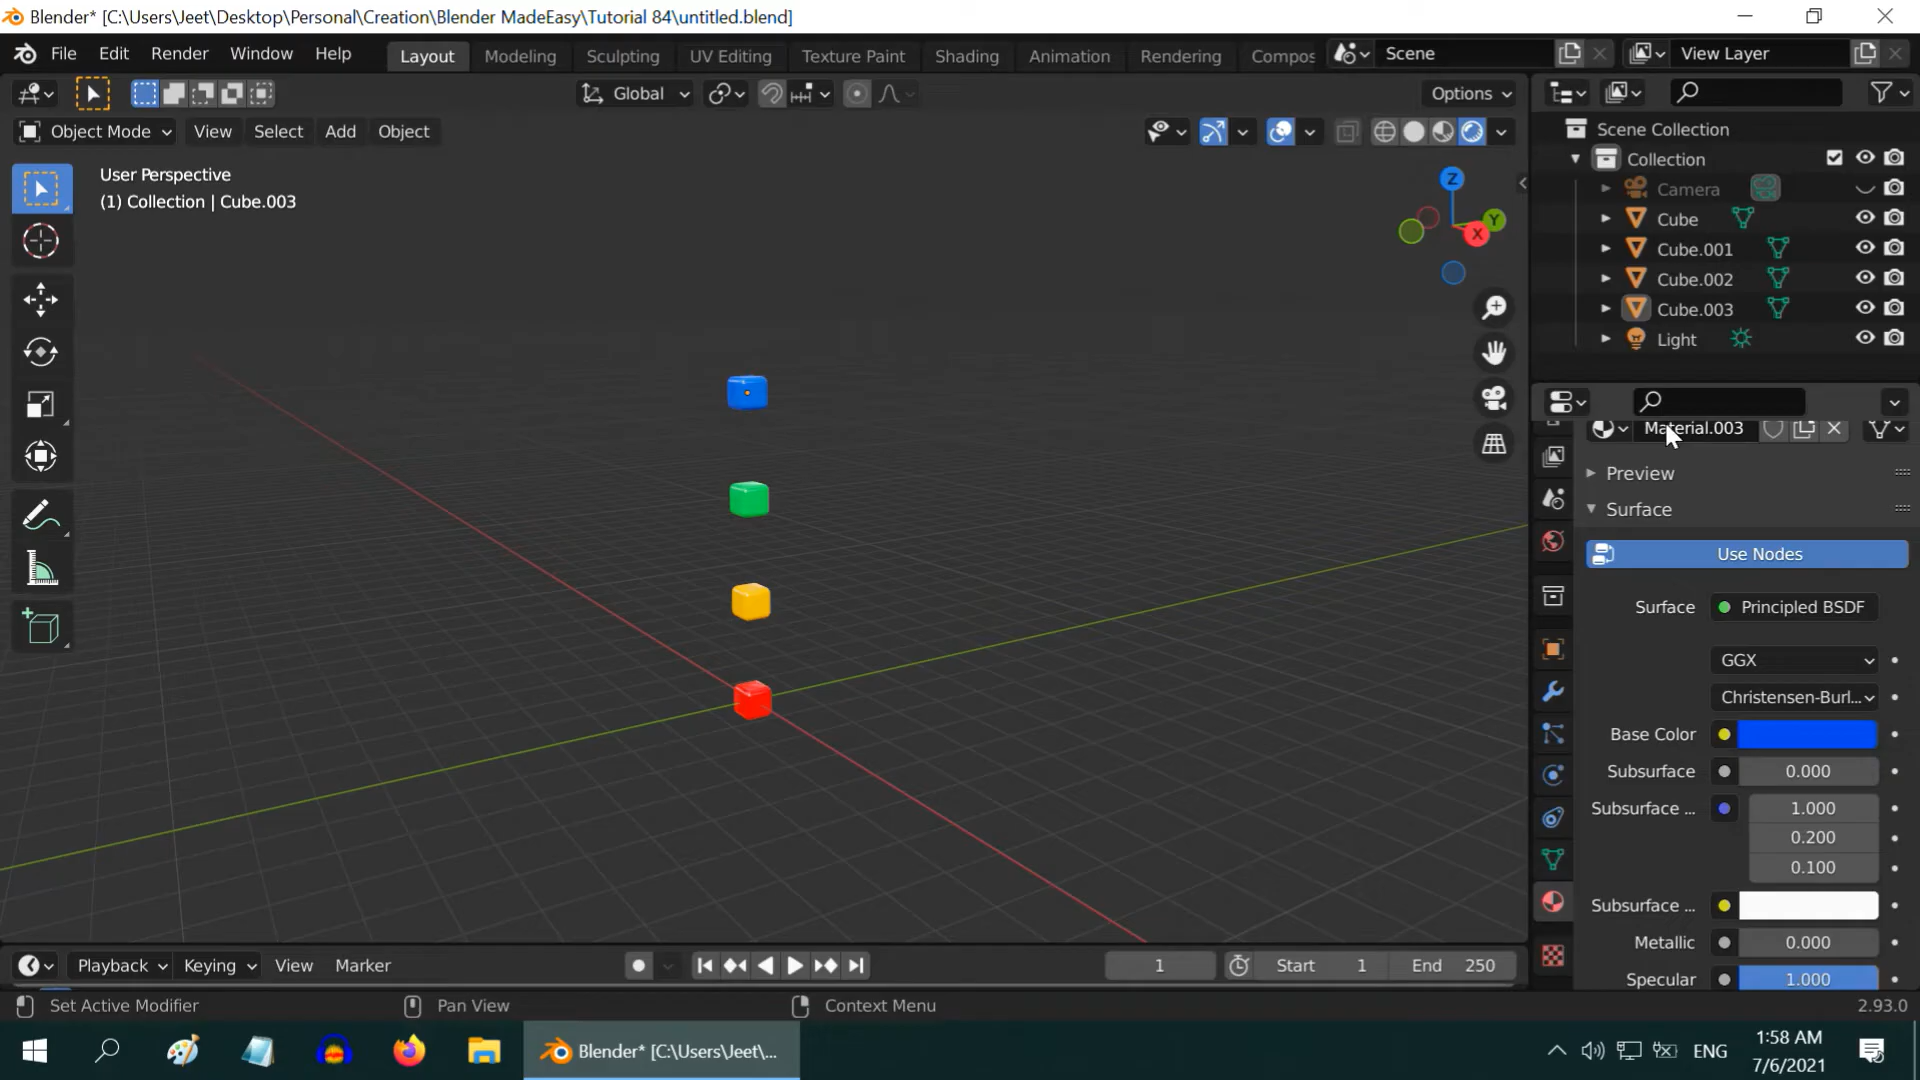 Blender* [C:\Users\Jeet\Desktop\Personal\Creation\Blender MadeEasy\Tutorial 84\untitled.blend]
File Edit Render Window Help Layout Modeling Sculpting UV Editing Texture Paint Shading Animation Rendering Compos Scene View Layer
Global Options
Object Mode View Select Add Object
User Perspective
(1) Collection | Cube.003
Z
Y
X
Scene Collection
Collection
Camera
Cube
Cube.001
Cube.002
Cube.003
Light
Material.003
Preview
Surface
Use Nodes
Surface Principled BSDF
GGX
Christensen-Burl...
Base Color
Subsurface 0.000
Subsurface ... 1.000
0.200
0.100
Subsurface ...
Metallic 0.000
Specular 1.000
Playback Keying View Marker 1 Start 1 End 250
Set Active Modifier Pan View Context Menu 2.93.0
Blender* [C:\Users\Jeet\...
ENG
1:58 AM
7/6/2021